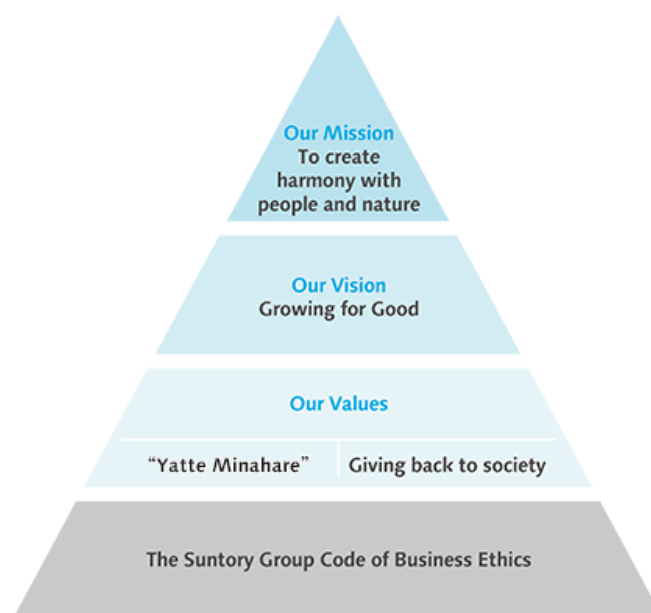 Our Mission
To create
harmony with
people and nature
Our Vision
Growing for Good
Our Values
“Yatte Minahare”
Giving back to society
The Suntory Group Code of Business Ethics